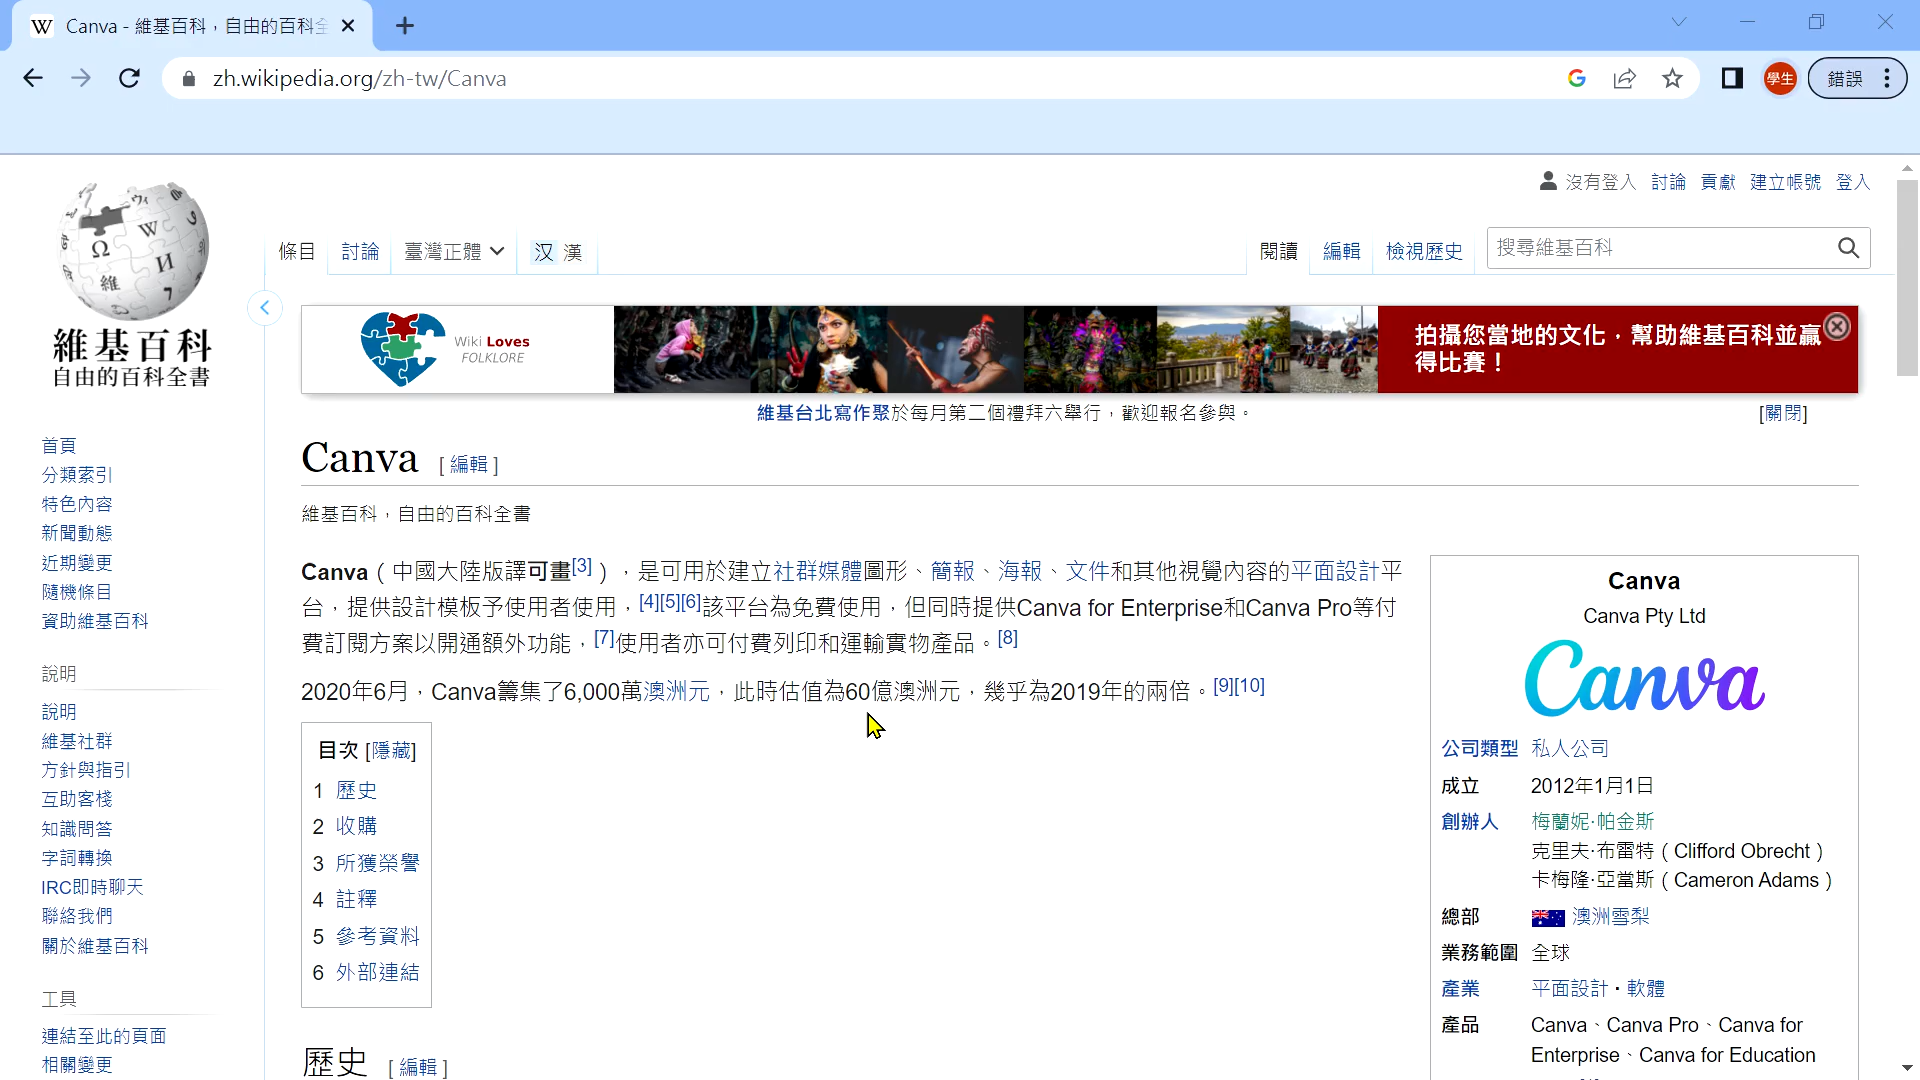 Canva - 維基百科，自由的百科全
zh.wikipedia.org/zh-tw/Canva
學生
錯誤
沒有登入 討論 貢獻 建立帳號 登入
條目 討論 臺灣正體 汉 漢
閱讀 編輯 檢視歷史 搜尋維基百科
維基百科
自由的百科全書
Wiki Loves
FOLKLORE
拍攝您當地的文化，幫助維基百科並贏
得比賽！
維基台北寫作聚於每月第二個禮拜六舉行，歡迎報名參與。
[關閉]
首頁
分類索引
特色內容
新聞動態
近期變更
隨機條目
資助維基百科
說明
說明
維基社群
方針與指引
互助客棧
知識問答
字詞轉換
IRC即時聊天
聯絡我們
關於維基百科
工具
連結至此的頁面
相關變更
Canva [ 編輯 ]
維基百科，自由的百科全書
Canva（中國大陸版譯可畫[3]），是可用於建立社群媒體圖形、簡報、海報、文件和其他視覺內容的平面設計平
台，提供設計模板予使用者使用，[4][5][6]該平台為免費使用，但同時提供Canva for Enterprise和Canva Pro等付
費訂閱方案以開通額外功能，[7]使用者亦可付費列印和運輸實物產品。[8]
2020年6月，Canva籌集了6,000萬澳洲元，此時估值為60億澳洲元，幾乎為2019年的兩倍。[9][10]
目次 [隱藏]
1 歷史
2 收購
3 所獲榮譽
4 註釋
5 參考資料
6 外部連結
歷史 [ 編輯 ]
Canva
Canva Pty Ltd
Canva
公司類型 私人公司
成立 2012年1月1日
創辦人 梅蘭妮·帕金斯
克里夫·布雷特（Clifford Obrecht）
卡梅隆·亞當斯（Cameron Adams）
總部 澳洲雪梨
業務範圍 全球
產業 平面設計・軟體
產品 Canva、Canva Pro、Canva for
Enterprise、Canva for Education